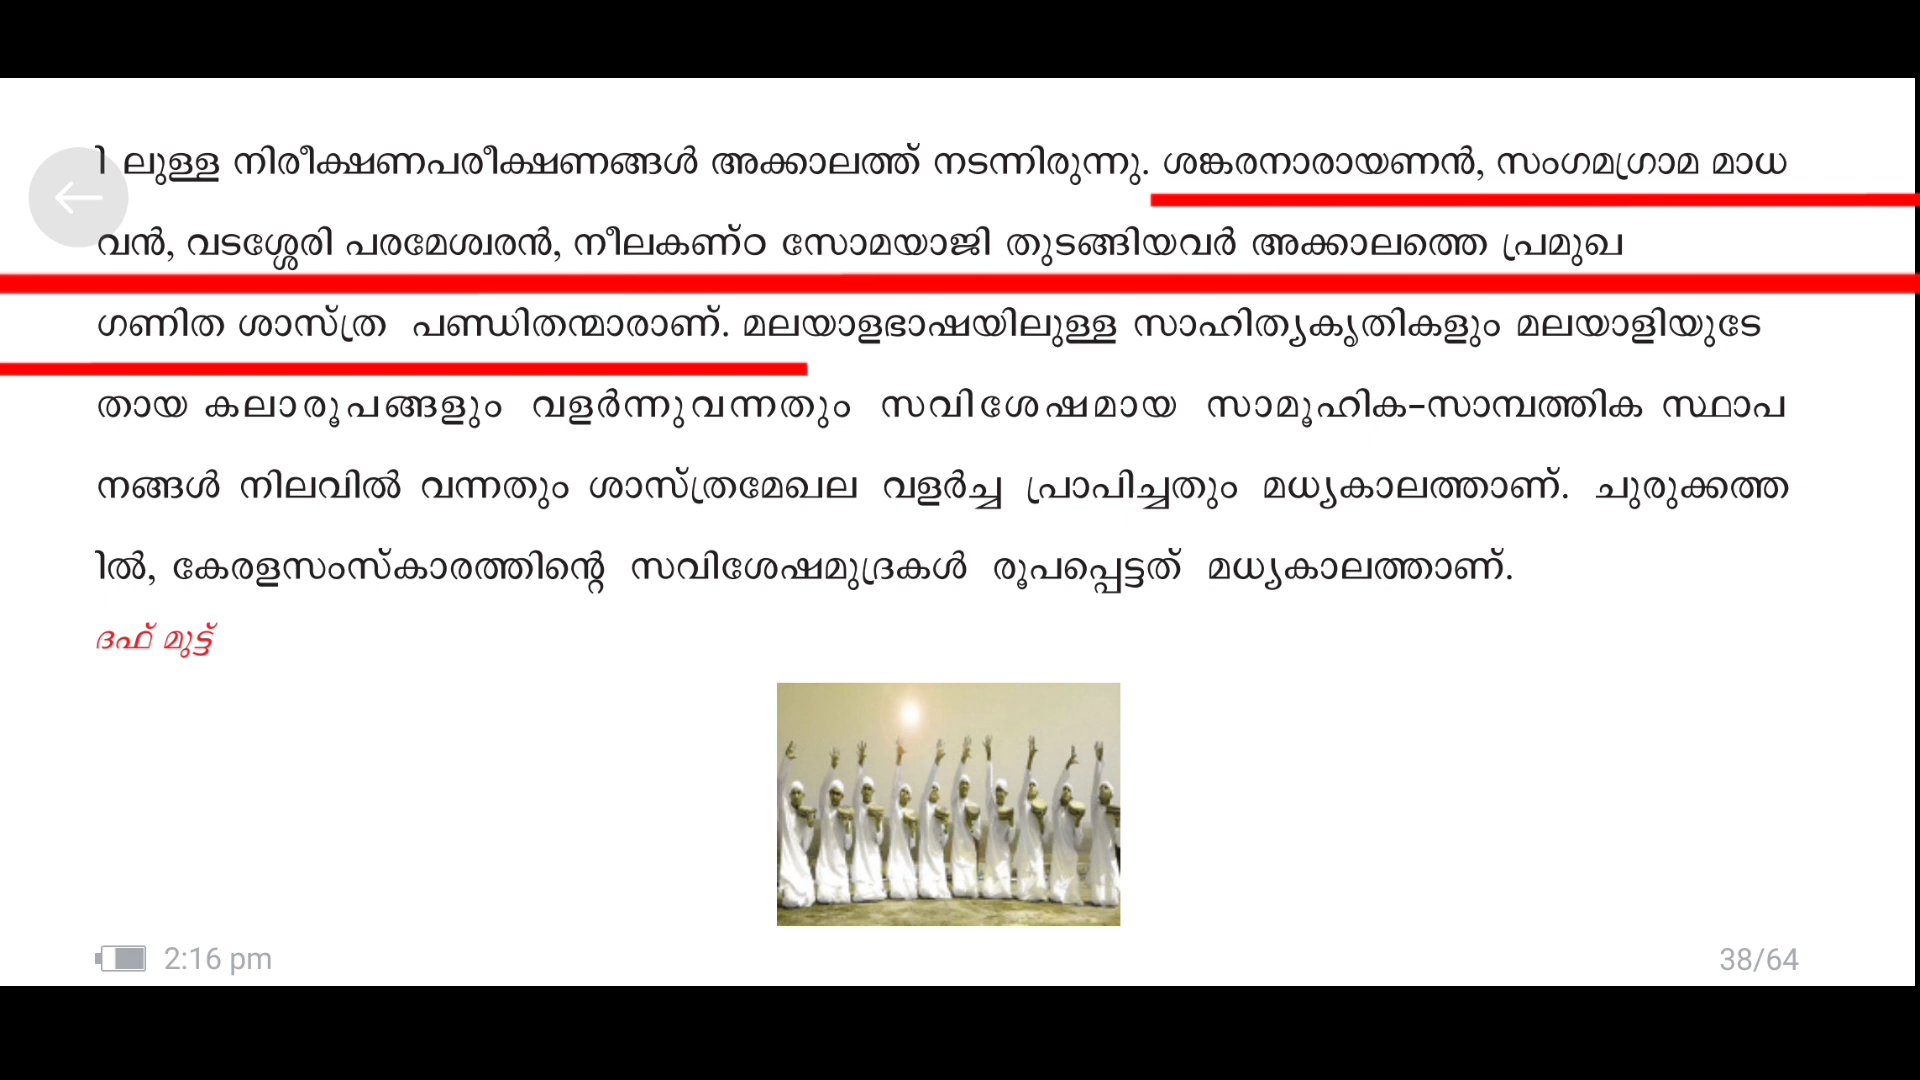 ി ലുള്ള നിരീക്ഷണപരീക്ഷണങ്ങൾ അക്കാലത്ത് നടന്നിരുന്നു. ശങ്കരനാരായണൻ, സംഗമഗ്രാമ മാധ
വൻ, വടശ്ശേരി പരമേശ്വരൻ, നീലകണ്ഠ സോമയാജി തുടങ്ങിയവർ അക്കാലത്തെ പ്രമുഖ
ഗണിത ശാസ്ത്ര പണ്ഡിതന്മാരാണ്. മലയാളഭാഷയിലുള്ള സാഹിത്യകൃതികളും മലയാളിയുടേ
തായ കലാരൂപങ്ങളും വളർന്നുവന്നതും സവിശേഷമായ സാമൂഹിക-സാമ്പത്തിക സ്ഥാപ
നങ്ങൾ നിലവിൽ വന്നതും ശാസ്ത്രമേഖല വളർച്ച പ്രാപിച്ചതും മധ്യകാലത്താണ്. ചുരുക്കത്ത
ിൽ, കേരളസംസ്കാരത്തിന്റെ സവിശേഷമുദ്രകൾ രൂപപ്പെട്ടത് മധ്യകാലത്താണ്.
ദഫ് മുട്ട്
2:16 pm
38/64